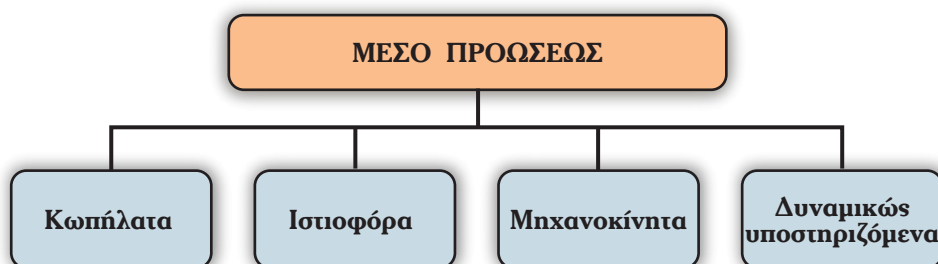 ΜΕΣΟ ΠΡΟΩΣΕΩΣ
Κωπήλατα
Ιστιοφόρα
Μηχανοκίνητα
Δυναμικώς
υποστηριζόμενα